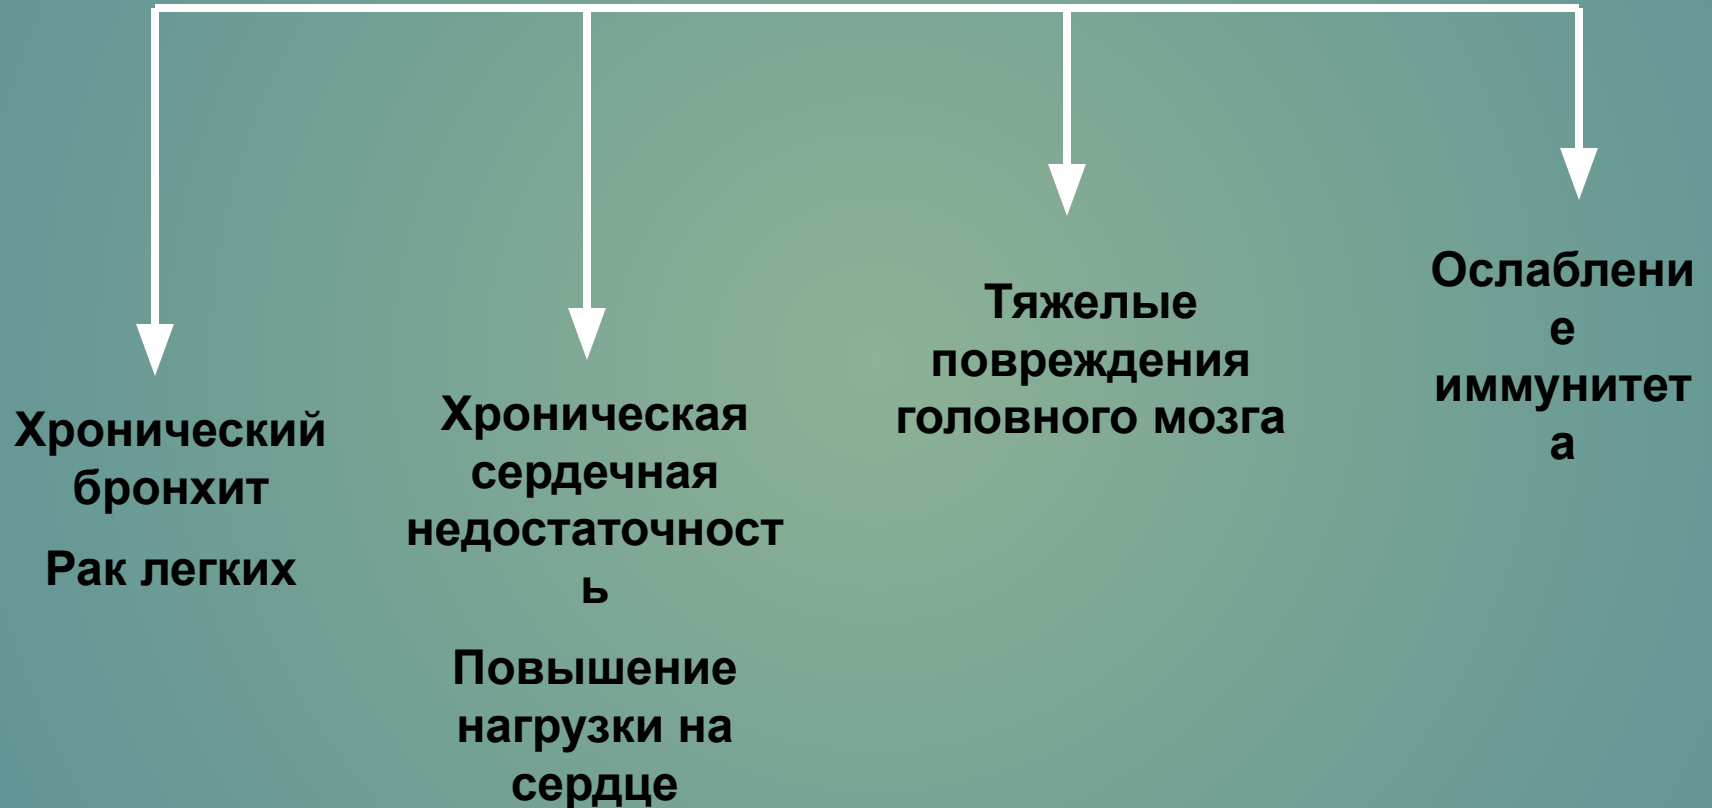 Хронический
бронхит
Рак легких
Хроническая
сердечная
недостаточност
ь
Повышение
нагрузки на
сердце
Тяжелые
повреждения
головного мозга
Ослаблени
е
иммунитет
а